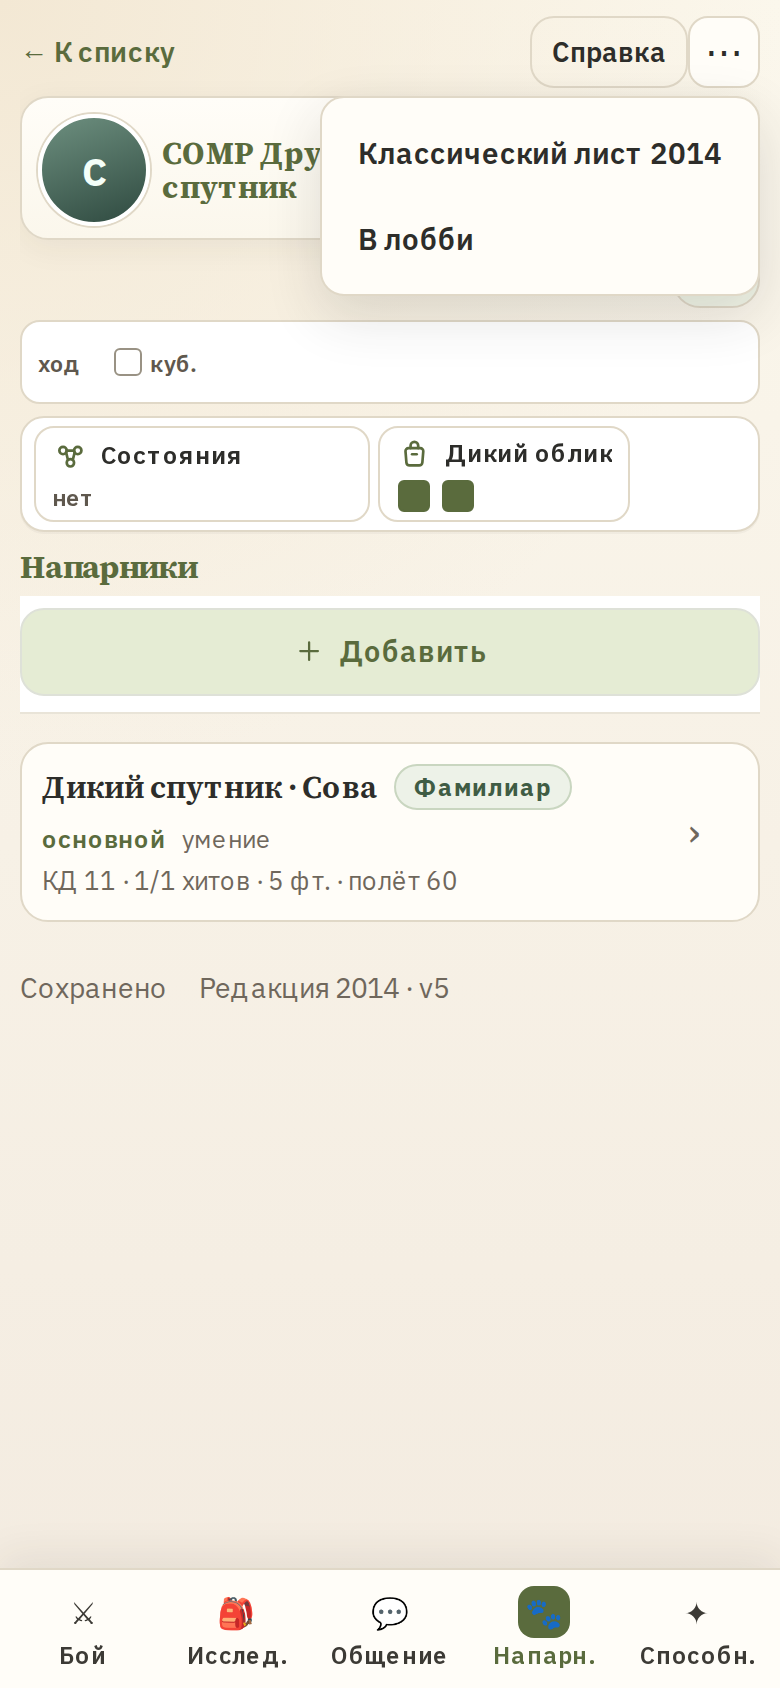 ← К списку
Справка
...
C
COMP Дру
спутник
Классический лист 2014
В лобби
ход
куб.
Состояния
нет
Дикий облик
Напарники
+ Добавить
Дикий спутник · Сова
Фамилиар
основной умение
КД 11 · 1/1 хитов · 5 фт. · полёт 60
›
Сохранено
Редакция 2014 · v5
Бой
Исслед.
Общение
Напарн.
Способн.